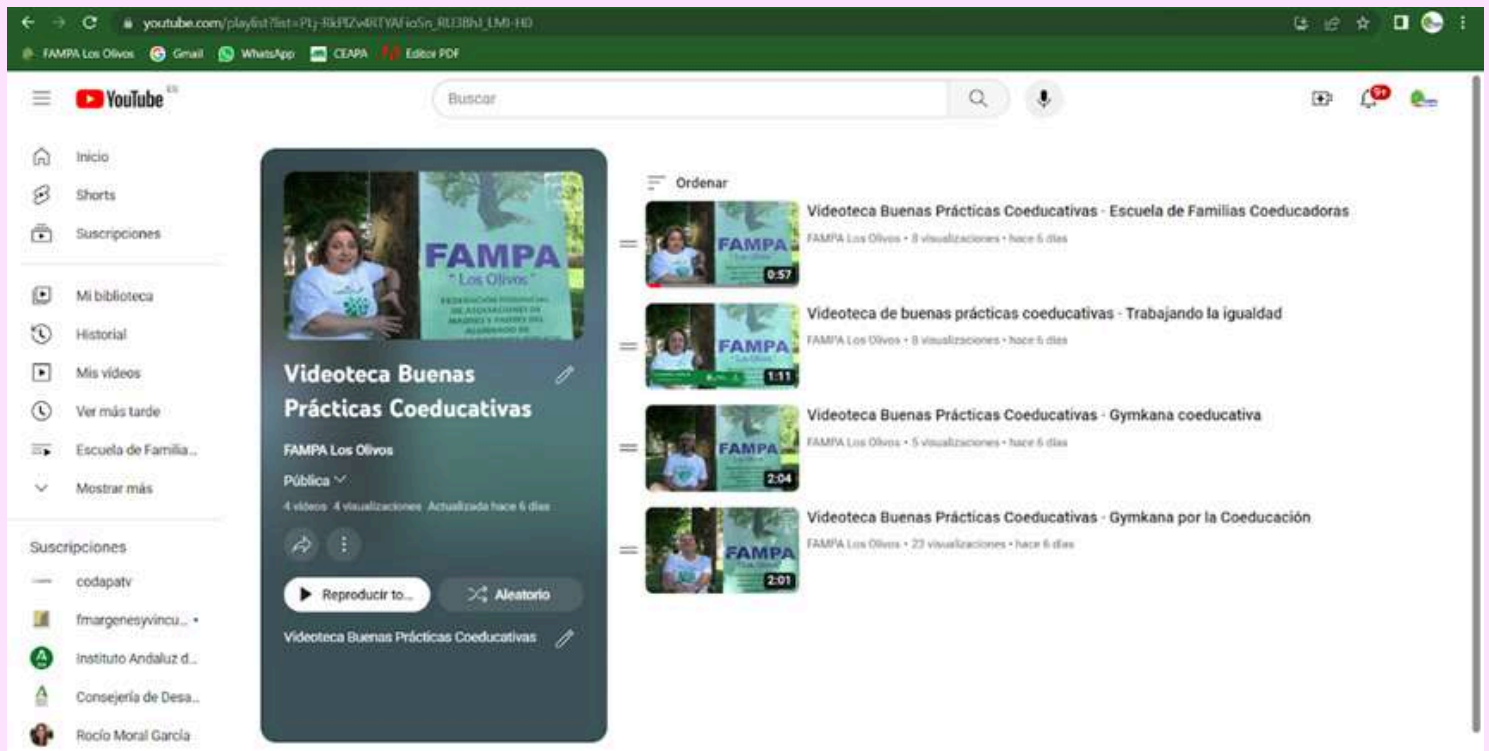 FAMPA Los Olivos Gmail WhatsApp CEAPA Editor PDF
YouTube ES
Buscar
9+
Inicio
Shorts
Suscripciones
Mi biblioteca
Historial
Mis vídeos
Ver más tarde
Escuela de Familia...
Mostrar más
Suscripciones
codapatv
fmargenesyvincu...
Instituto Andaluz d...
Consejería de Desa...
Rocío Moral García
FAMPA
"Los Olivos"
Videoteca Buenas
Prácticas Coeducativas
FAMPA Los Olivos
Pública
4 vídeos 4 visualizaciones Actualizada hace 6 días
Reproducir to...
Aleatorio
Videoteca Buenas Prácticas Coeducativas
Ordenar
FAMPA
0:57
Videoteca Buenas Prácticas Coeducativas - Escuela de Familias Coeducadoras
FAMPA Los Olivos • 8 visualizaciones • hace 6 días
FAMPA
1:11
Videoteca de buenas prácticas coeducativas - Trabajando la igualdad
FAMPA Los Olivos • 8 visualizaciones • hace 6 días
FAMPA
2:04
Videoteca Buenas Prácticas Coeducativas - Gymkana coeducativa
FAMPA Los Olivos • 5 visualizaciones • hace 6 días
FAMPA
2:01
Videoteca Buenas Prácticas Coeducativas - Gymkana por la Coeducación
FAMPA Los Olivos • 23 visualizaciones • hace 6 días